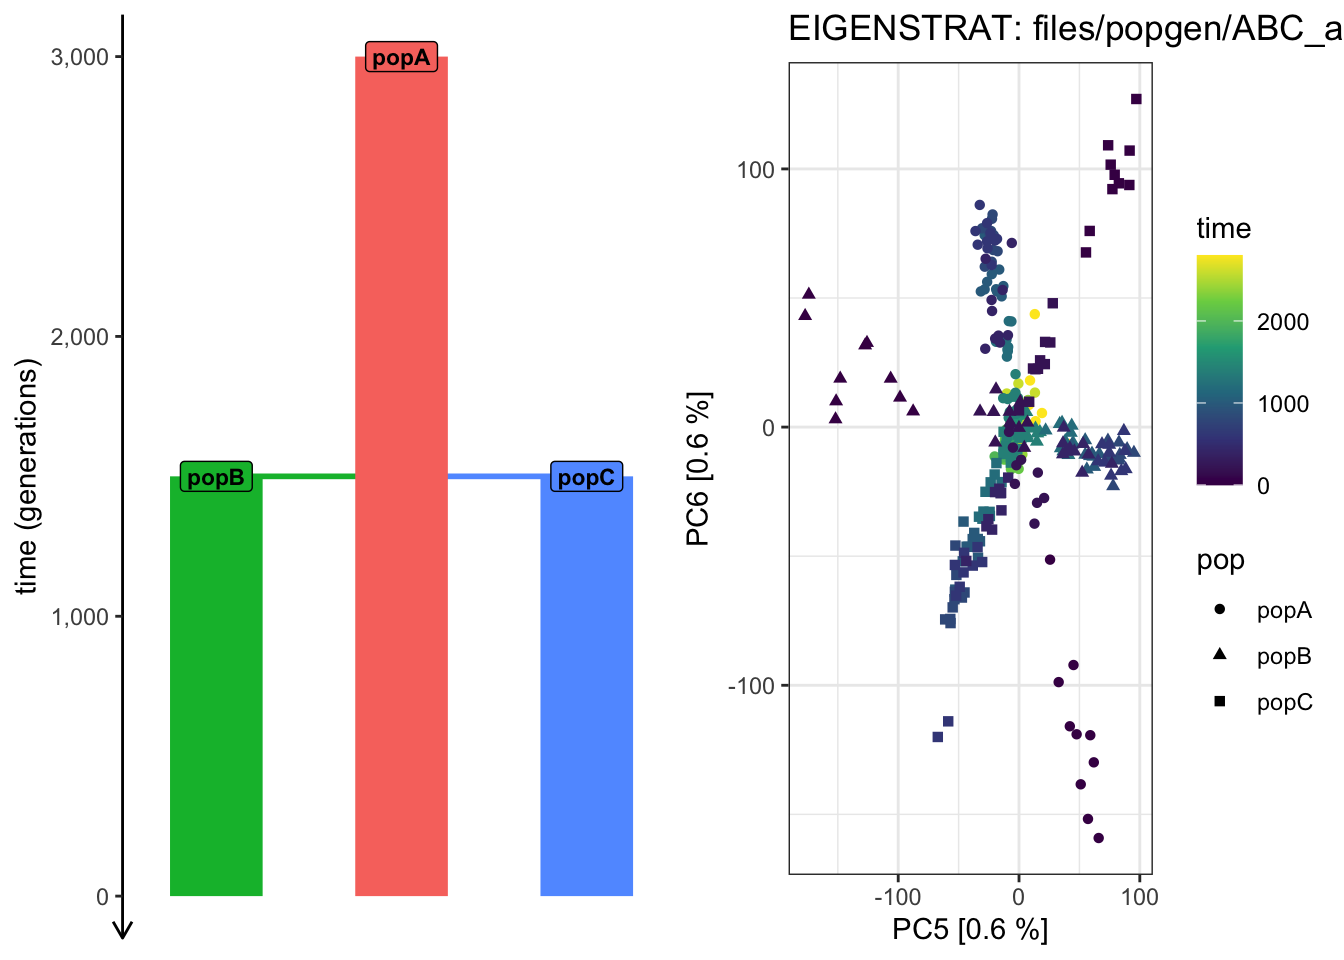 time (generations)
3,000
2,000
1,000
0
popA
popB
popC
EIGENSTRAT: files/popgen/ABC_a
PC6 [0.6 %]
100
0
-100
-100
0
100
PC5 [0.6 %]
time
2000
1000
0
pop
popA
popB
popC